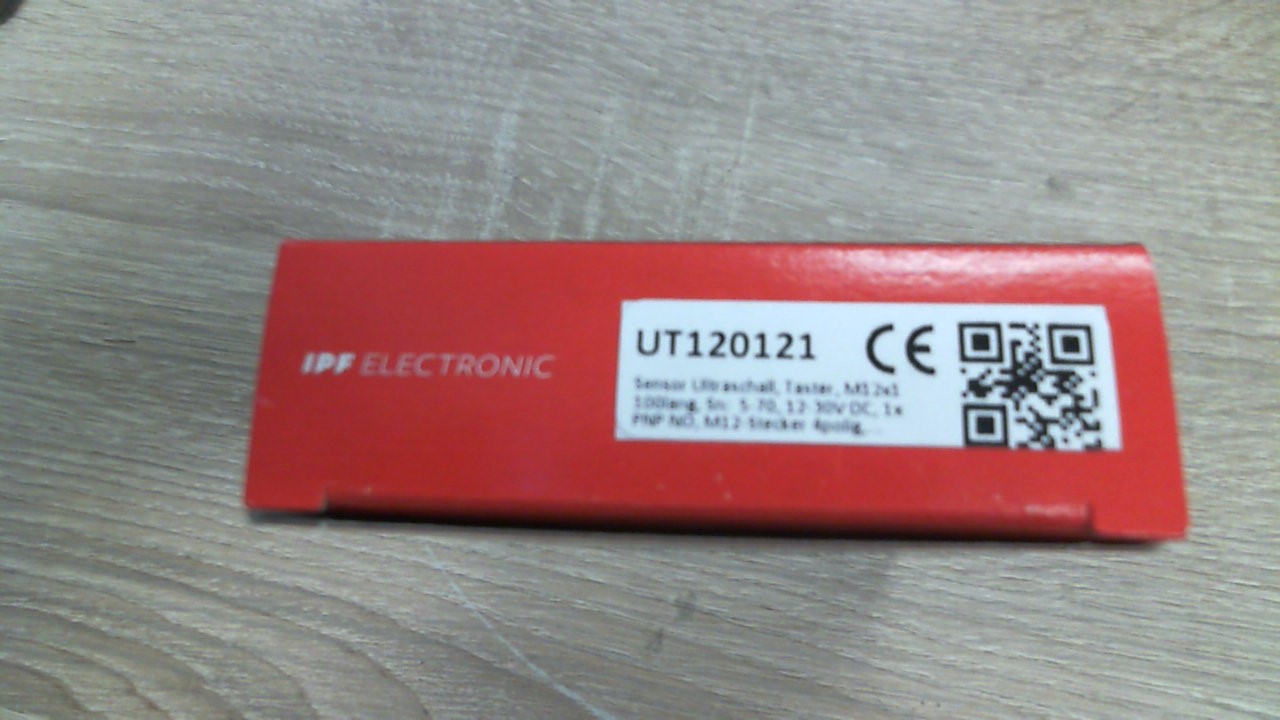 IPF ELECTRONIC
UT120121
CE
Sensor Ultraschall, Taster, M12x1
100lang, Sn: 5-70, 12-30V DC, 1x
PNP NO, M12-Stecker 4polig,...